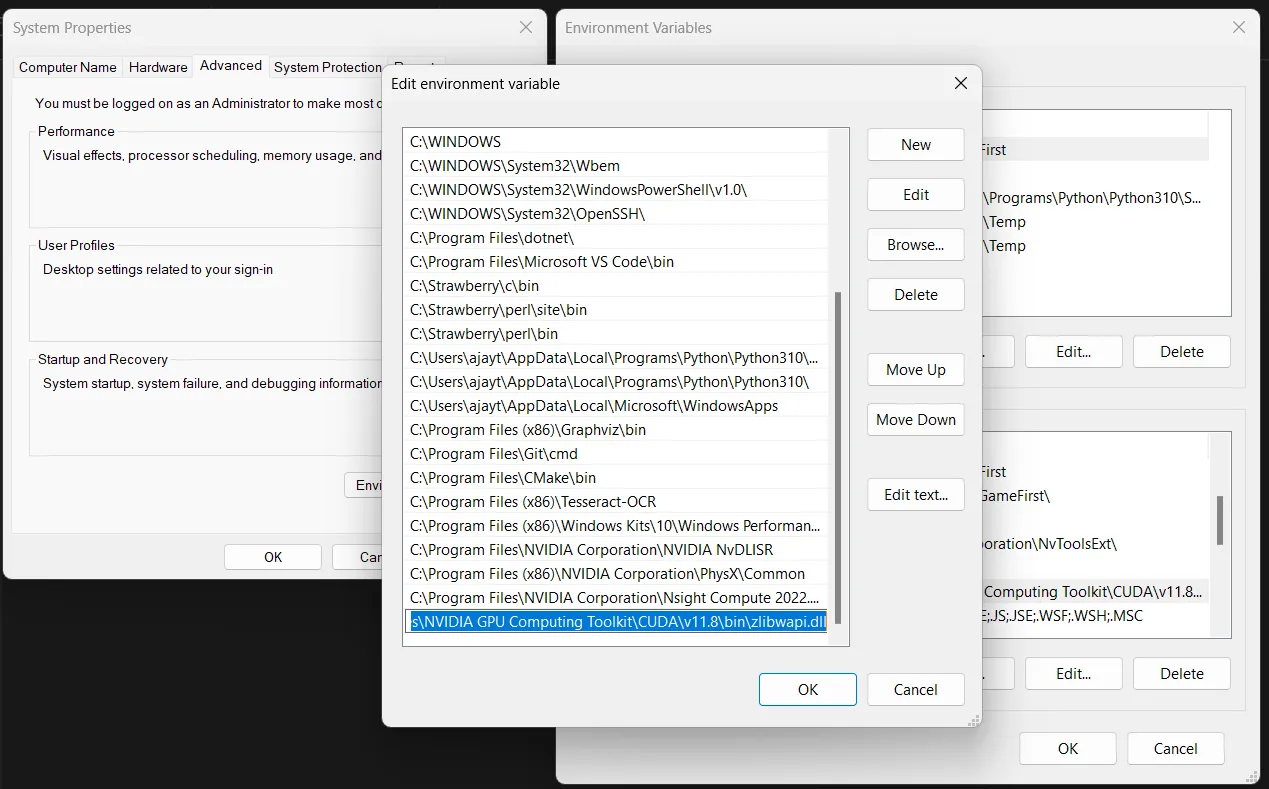 System Properties
Computer Name
Hardware
Advanced
System Protection
You must be logged on as an Administrator to make most
Performance
Visual effects, processor scheduling, memory usage, and
User Profiles
Desktop settings related to your sign-in
Startup and Recovery
System startup, system failure, and debugging information
Envi
OK
Can
Edit environment variable
C:\WINDOWS
C:\WINDOWS\System32\Wbem
C:\WINDOWS\System32\WindowsPowerShell\v1.0\
C:\WINDOWS\System32\OpenSSH\
C:\Program Files\dotnet\
C:\Program Files\Microsoft VS Code\bin
C:\Strawberry\c\bin
C:\Strawberry\perl\site\bin
C:\Strawberry\perl\bin
C:\Users\ajayt\AppData\Local\Programs\Python\Python310\...
C:\Users\ajayt\AppData\Local\Programs\Python\Python310\
C:\Users\ajayt\AppData\Local\Microsoft\WindowsApps
C:\Program Files (x86)\Graphviz\bin
C:\Program Files\Git\cmd
C:\Program Files\CMake\bin
C:\Program Files (x86)\Tesseract-OCR
C:\Program Files (x86)\Windows Kits\10\Windows Performan...
C:\Program Files\NVIDIA Corporation\NVIDIA NvDLISR
C:\Program Files (x86)\NVIDIA Corporation\PhysX\Common
C:\Program Files\NVIDIA Corporation\Nsight Compute 2022....
s\NVIDIA GPU Computing Toolkit\CUDA\v11.8\bin\zlibwapi.dll
New
Edit
Browse...
Delete
Move Up
Move Down
Edit text...
OK
Cancel
Environment Variables
First
\Programs\Python\Python310\S...
\Temp
\Temp
Edit...
Delete
First
GameFirst\
oration\NvToolsExt\
Computing Toolkit\CUDA\v11.8...
E;.JS;.JSE;.WSF;.WSH;.MSC
Edit...
Delete
OK
Cancel